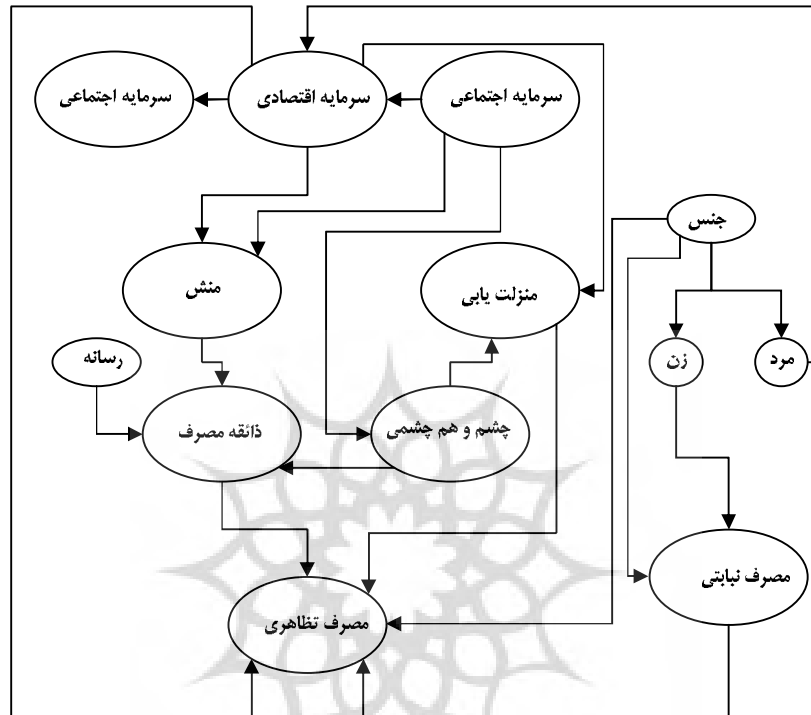 سرمایه اجتماعی
سرمایه اقتصادی
سرمایه اجتماعی
جنس
منش
منزلت یابی
رسانه
زن
مرد
ذائقه مصرف
چشم و هم چشمی
مصرف نیابتی
مصرف تظاهری